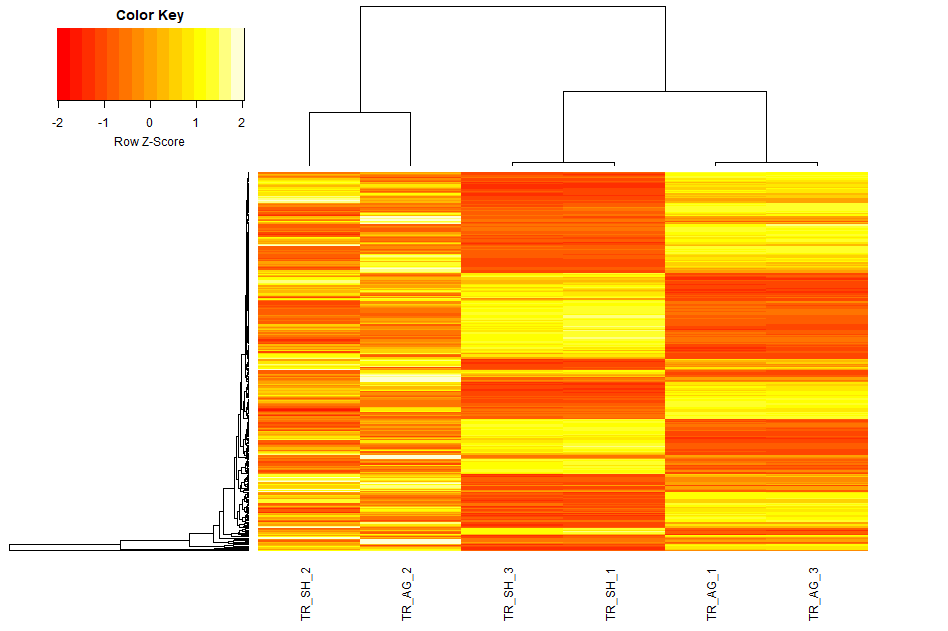 Color Key
-2 -1 0 1 2
Row Z-Score
TR_SH_2
TR_AG_2
TR_SH_3
TR_SH_1
TR_AG_1
TR_AG_3